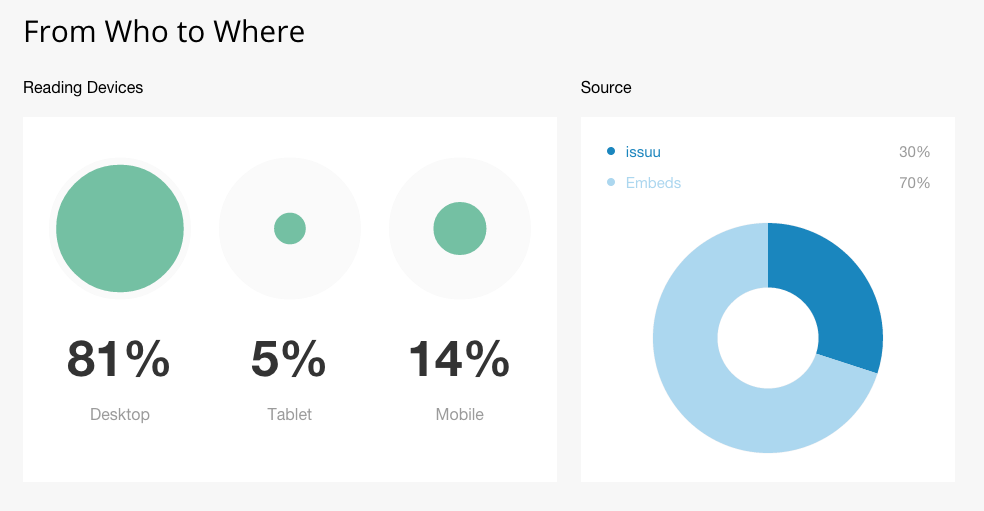 From Who to Where
Reading Devices
81%
Desktop
5%
Tablet
14%
Mobile
Source
issuu 30%
Embeds 70%